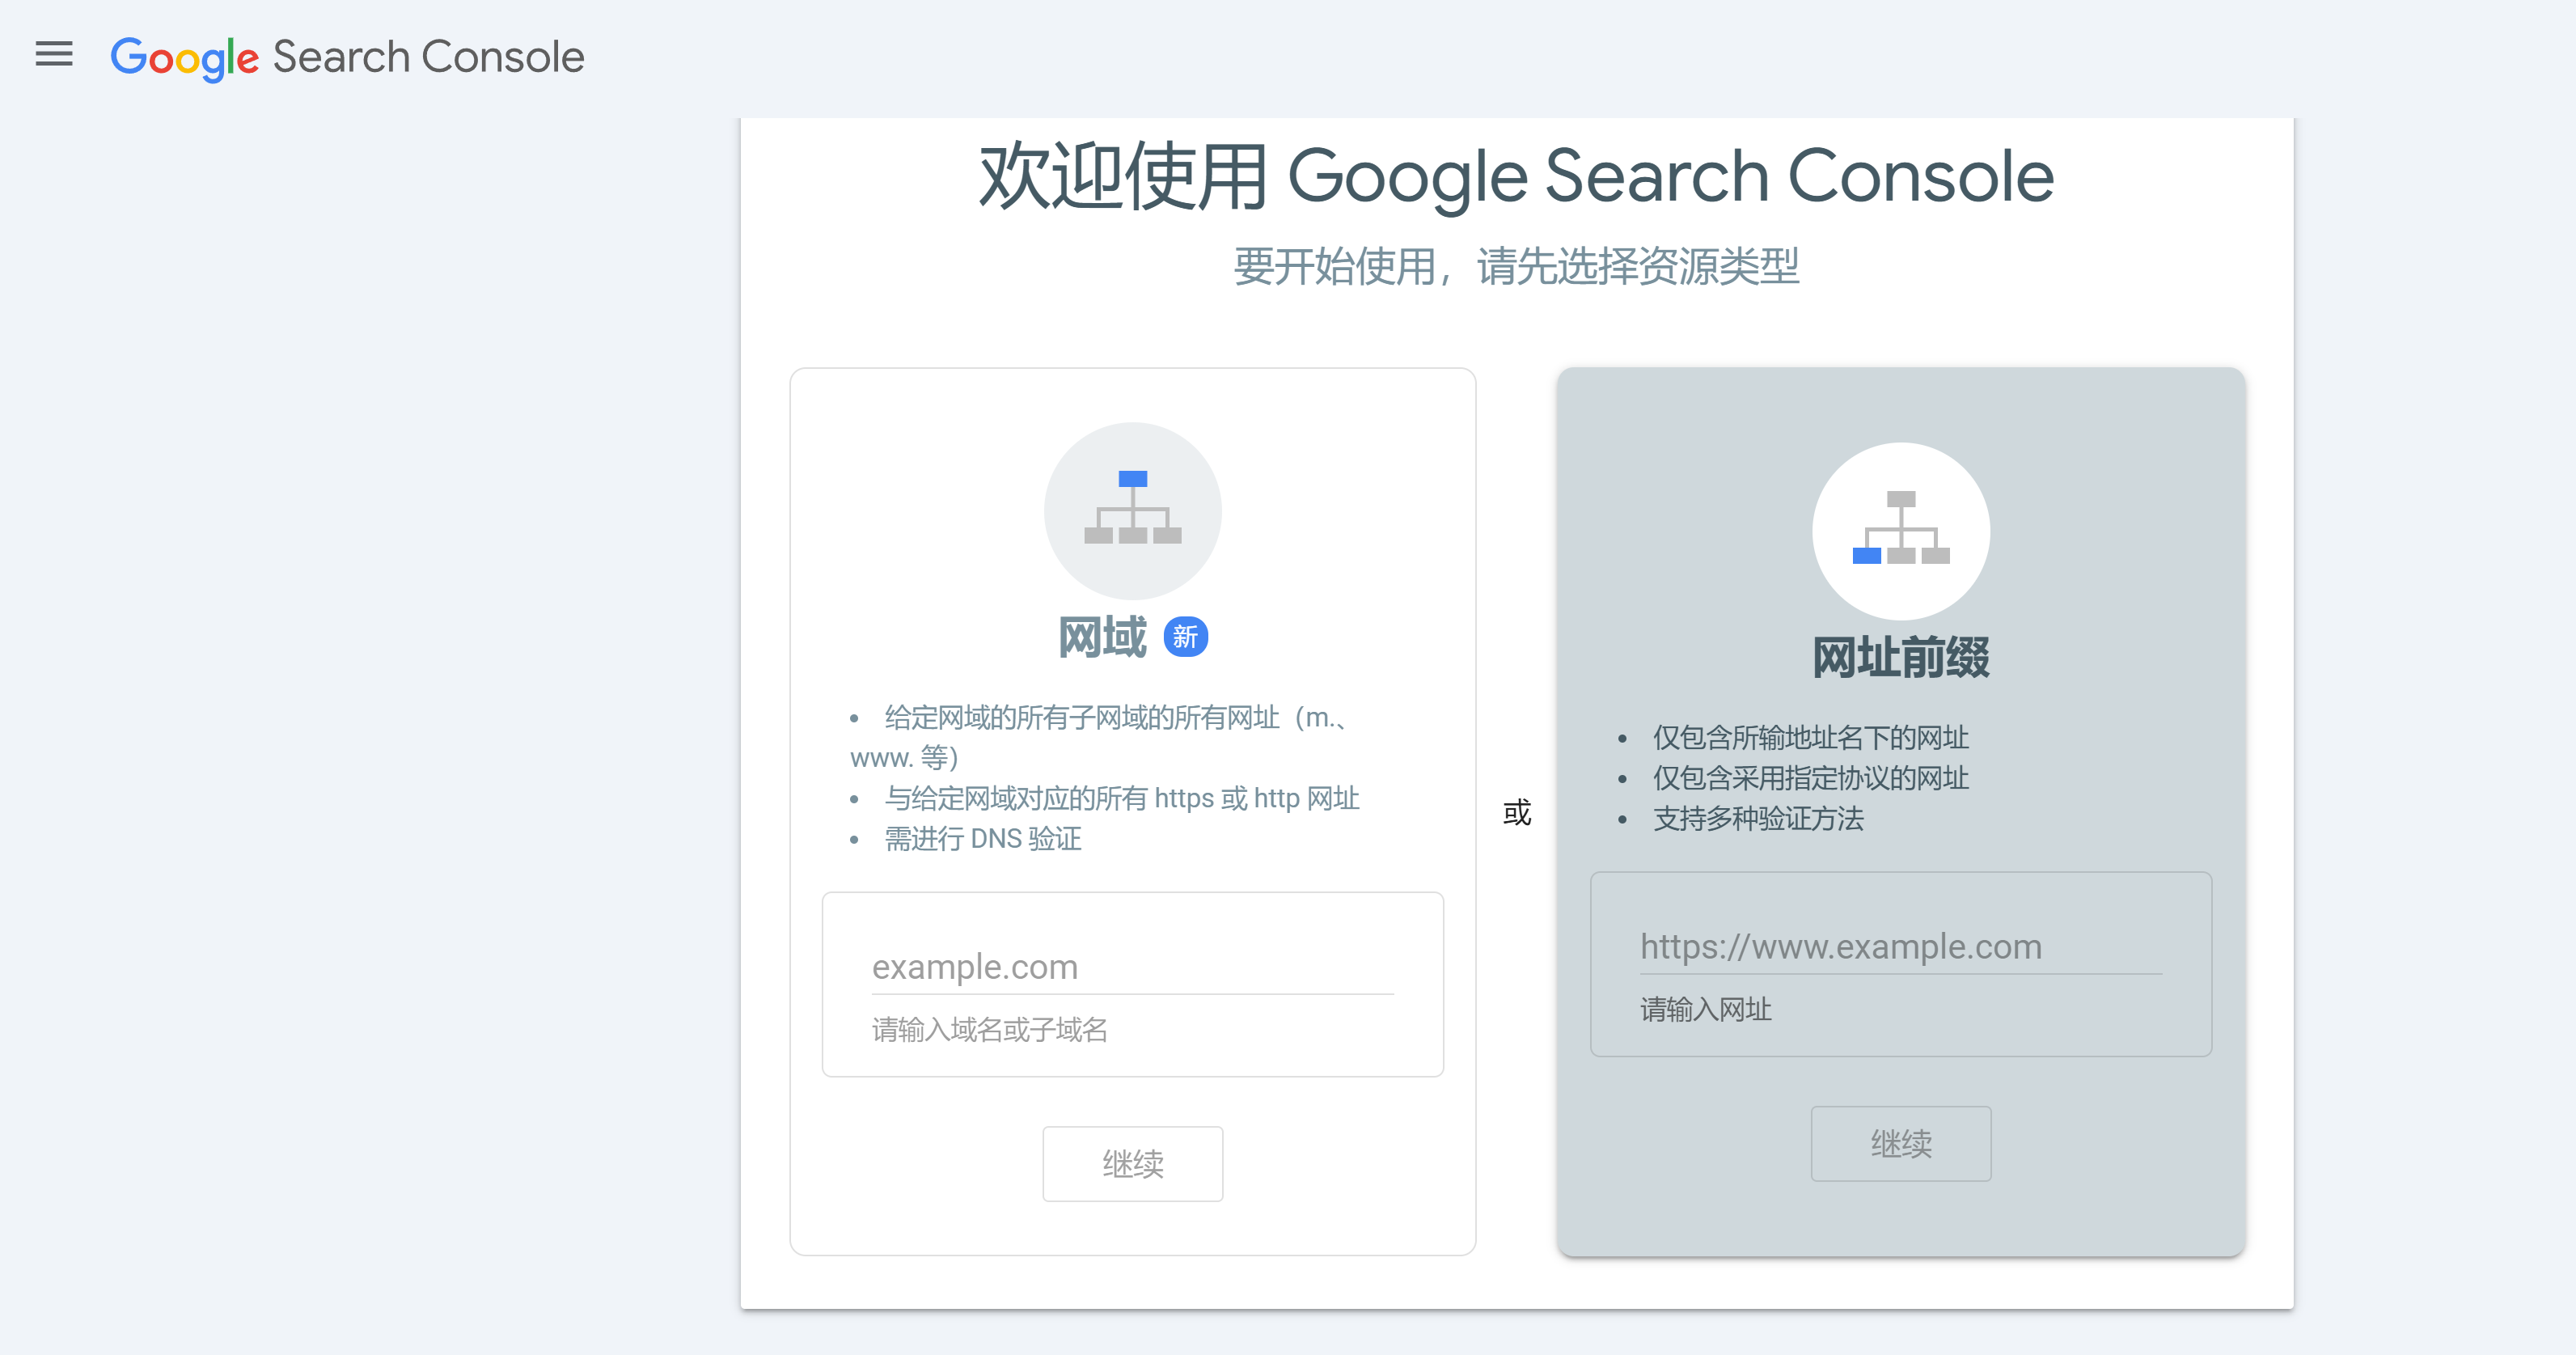 Google Search Console
欢迎使用 Google Search Console
要开始使用，请先选择资源类型
网域 新
• 给定网域的所有子网域的所有网址（m.、
www. 等）
• 与给定网域对应的所有 https 或 http 网址
• 需进行 DNS 验证
example.com
请输入域名或子域名
继续
或
网址前缀
• 仅包含所输地址名下的网址
• 仅包含采用指定协议的网址
• 支持多种验证方法
https://www.example.com
请输入网址
继续